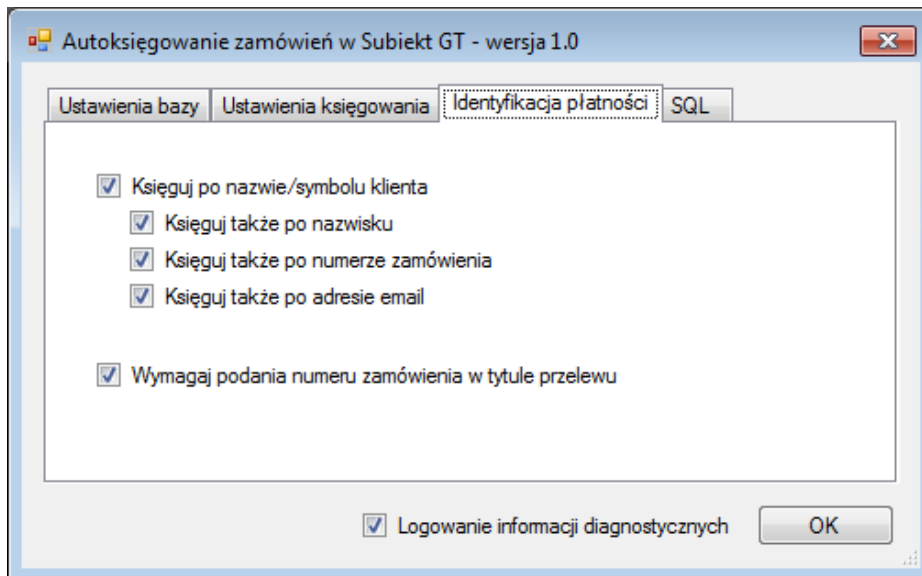 Autoksięgowanie zamówień w Subiekt GT - wersja 1.0
Ustawienia bazy Ustawienia księgowania Identyfikacja płatności SQL
Księguj po nazwie/symbolu klienta
Księguj także po nazwisku
Księguj także po numerze zamówienia
Księguj także po adresie email
Wymagaj podania numeru zamówienia w tytule przelewu
Logowanie informacji diagnostycznych OK